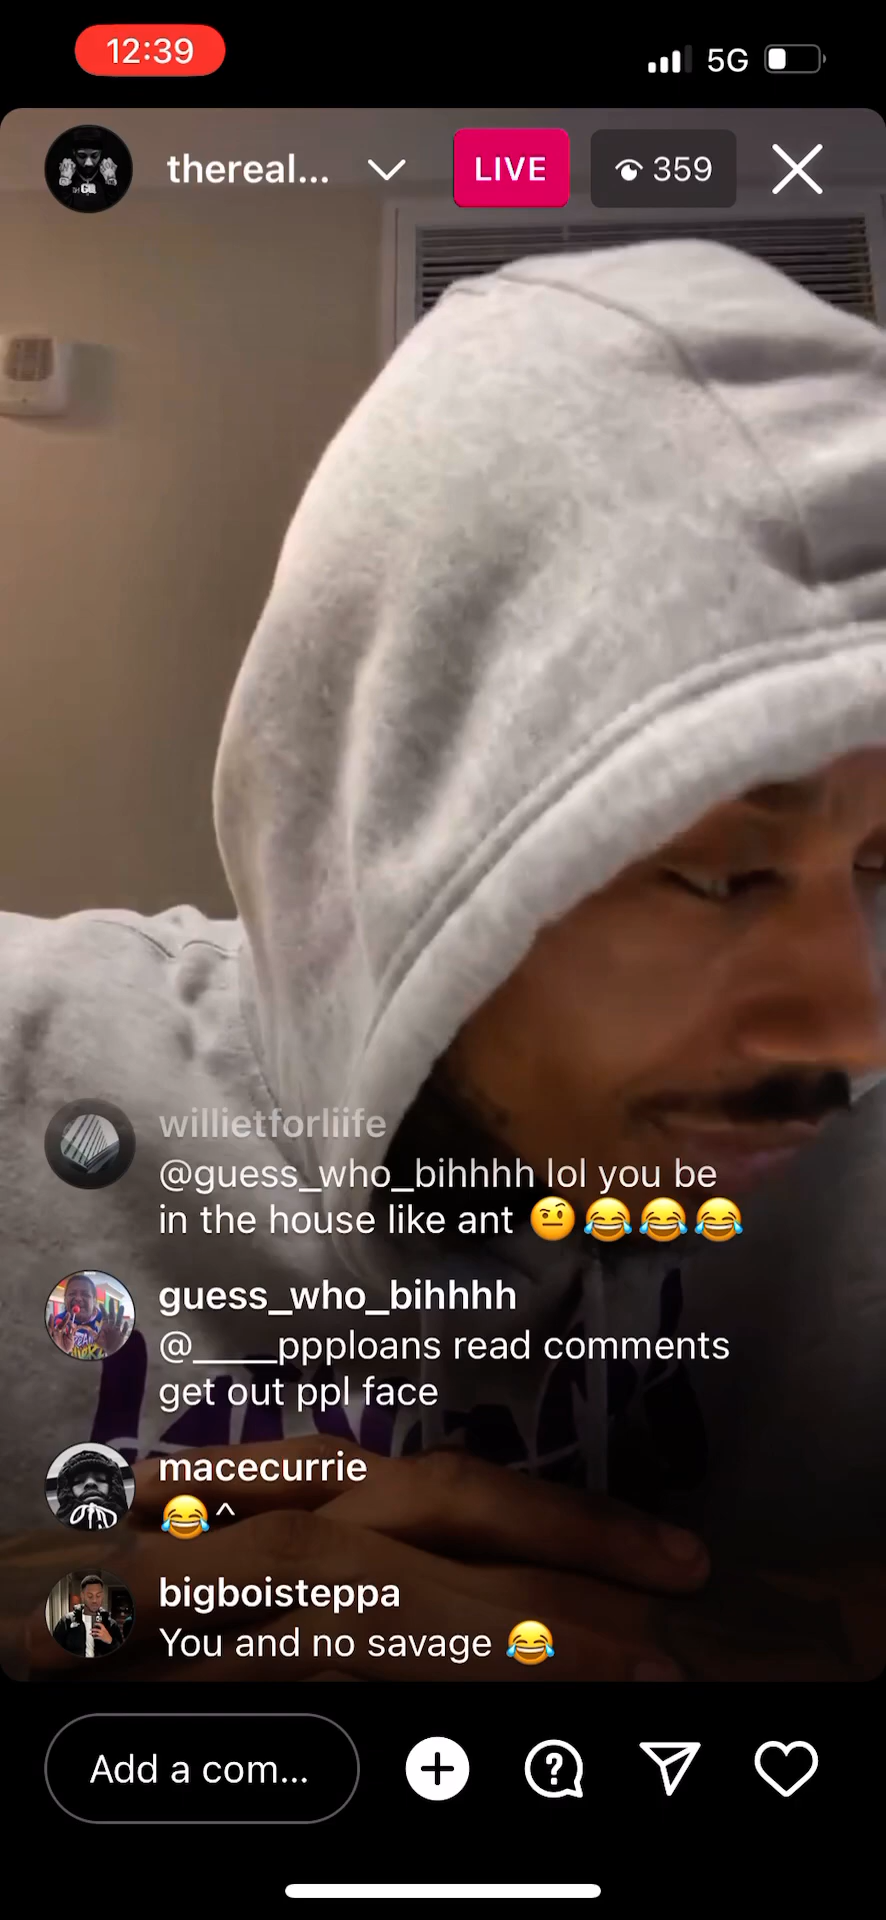 12:39
5G
thereal...
LIVE
359
willietforliife
@guess_who_bihhhh lol you be
in the house like ant 🤨😂😂😂
guess_who_bihhhh
@____ppploans read comments
get out ppl face
macecurrie
😂^
bigboisteppa
You and no savage 😂
Add a com...